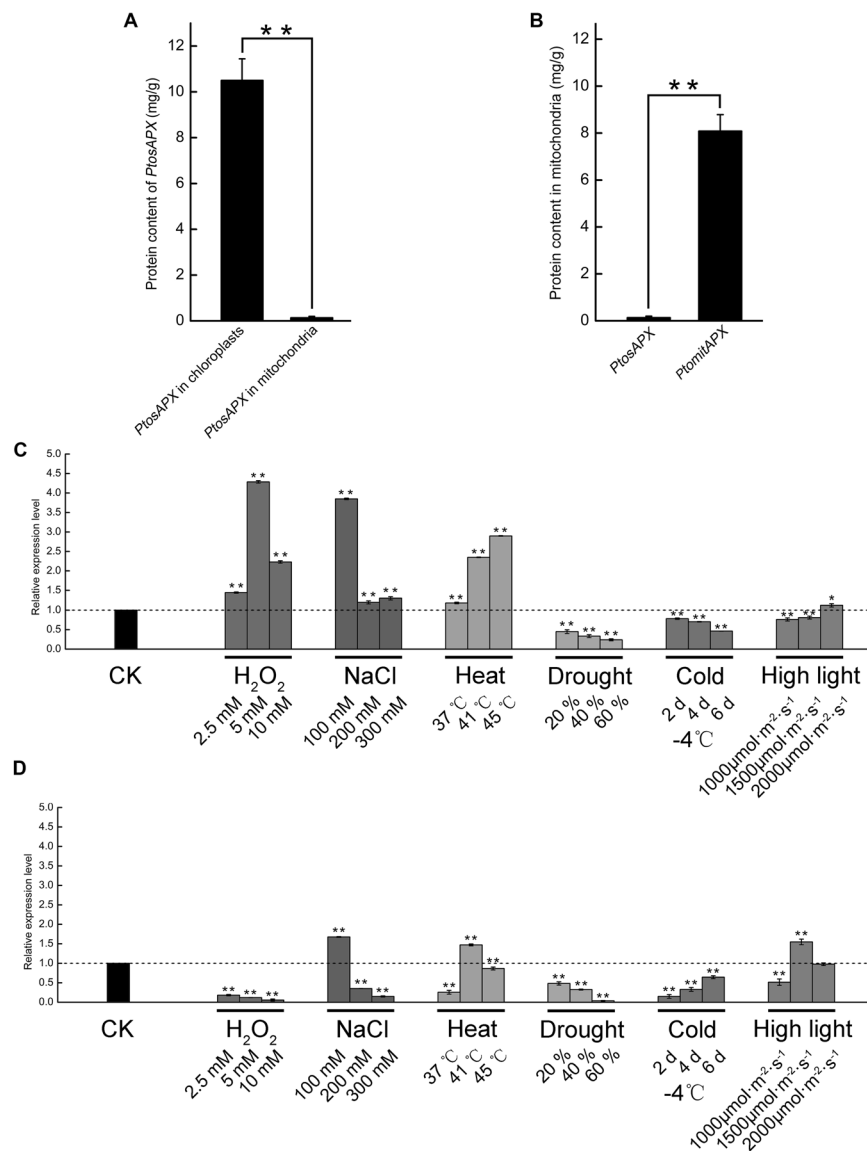 A
Protein content of PtosAPX (mg/g)
12
10
8
6
4
2
0
**
PtosAPX in chloroplasts
PtosAPX in mitochondria
B
Protein content in mitochondria (mg/g)
12
10
8
6
4
2
0
**
PtosAPX
PtomitAPX
C
Relative expression level
5.0
4.5
4.0
3.5
3.0
2.5
2.0
1.5
1.0
0.5
0.0
** ** **
** ** **
** ** **
** ** **
** ** **
** ** *
CK
H₂O₂
2.5 mM
5 mM
10 mM
NaCl
100 mM
200 mM
300 mM
Heat
37 ℃
41 ℃
45 ℃
Drought
20 %
40 %
60 %
Cold
2 d
4 d
6 d
-4℃
High light
1000μmol·m⁻²·s⁻¹
1500μmol·m⁻²·s⁻¹
2000μmol·m⁻²·s⁻¹
D
Relative expression level
5.0
4.5
4.0
3.5
3.0
2.5
2.0
1.5
1.0
0.5
0.0
** ** **
** ** **
** ** **
** ** **
** ** **
** **
CK
H₂O₂
2.5 mM
5 mM
10 mM
NaCl
100 mM
200 mM
300 mM
Heat
37 ℃
41 ℃
45 ℃
Drought
20 %
40 %
60 %
Cold
2 d
4 d
6 d
-4℃
High light
1000μmol·m⁻²·s⁻¹
1500μmol·m⁻²·s⁻¹
2000μmol·m⁻²·s⁻¹